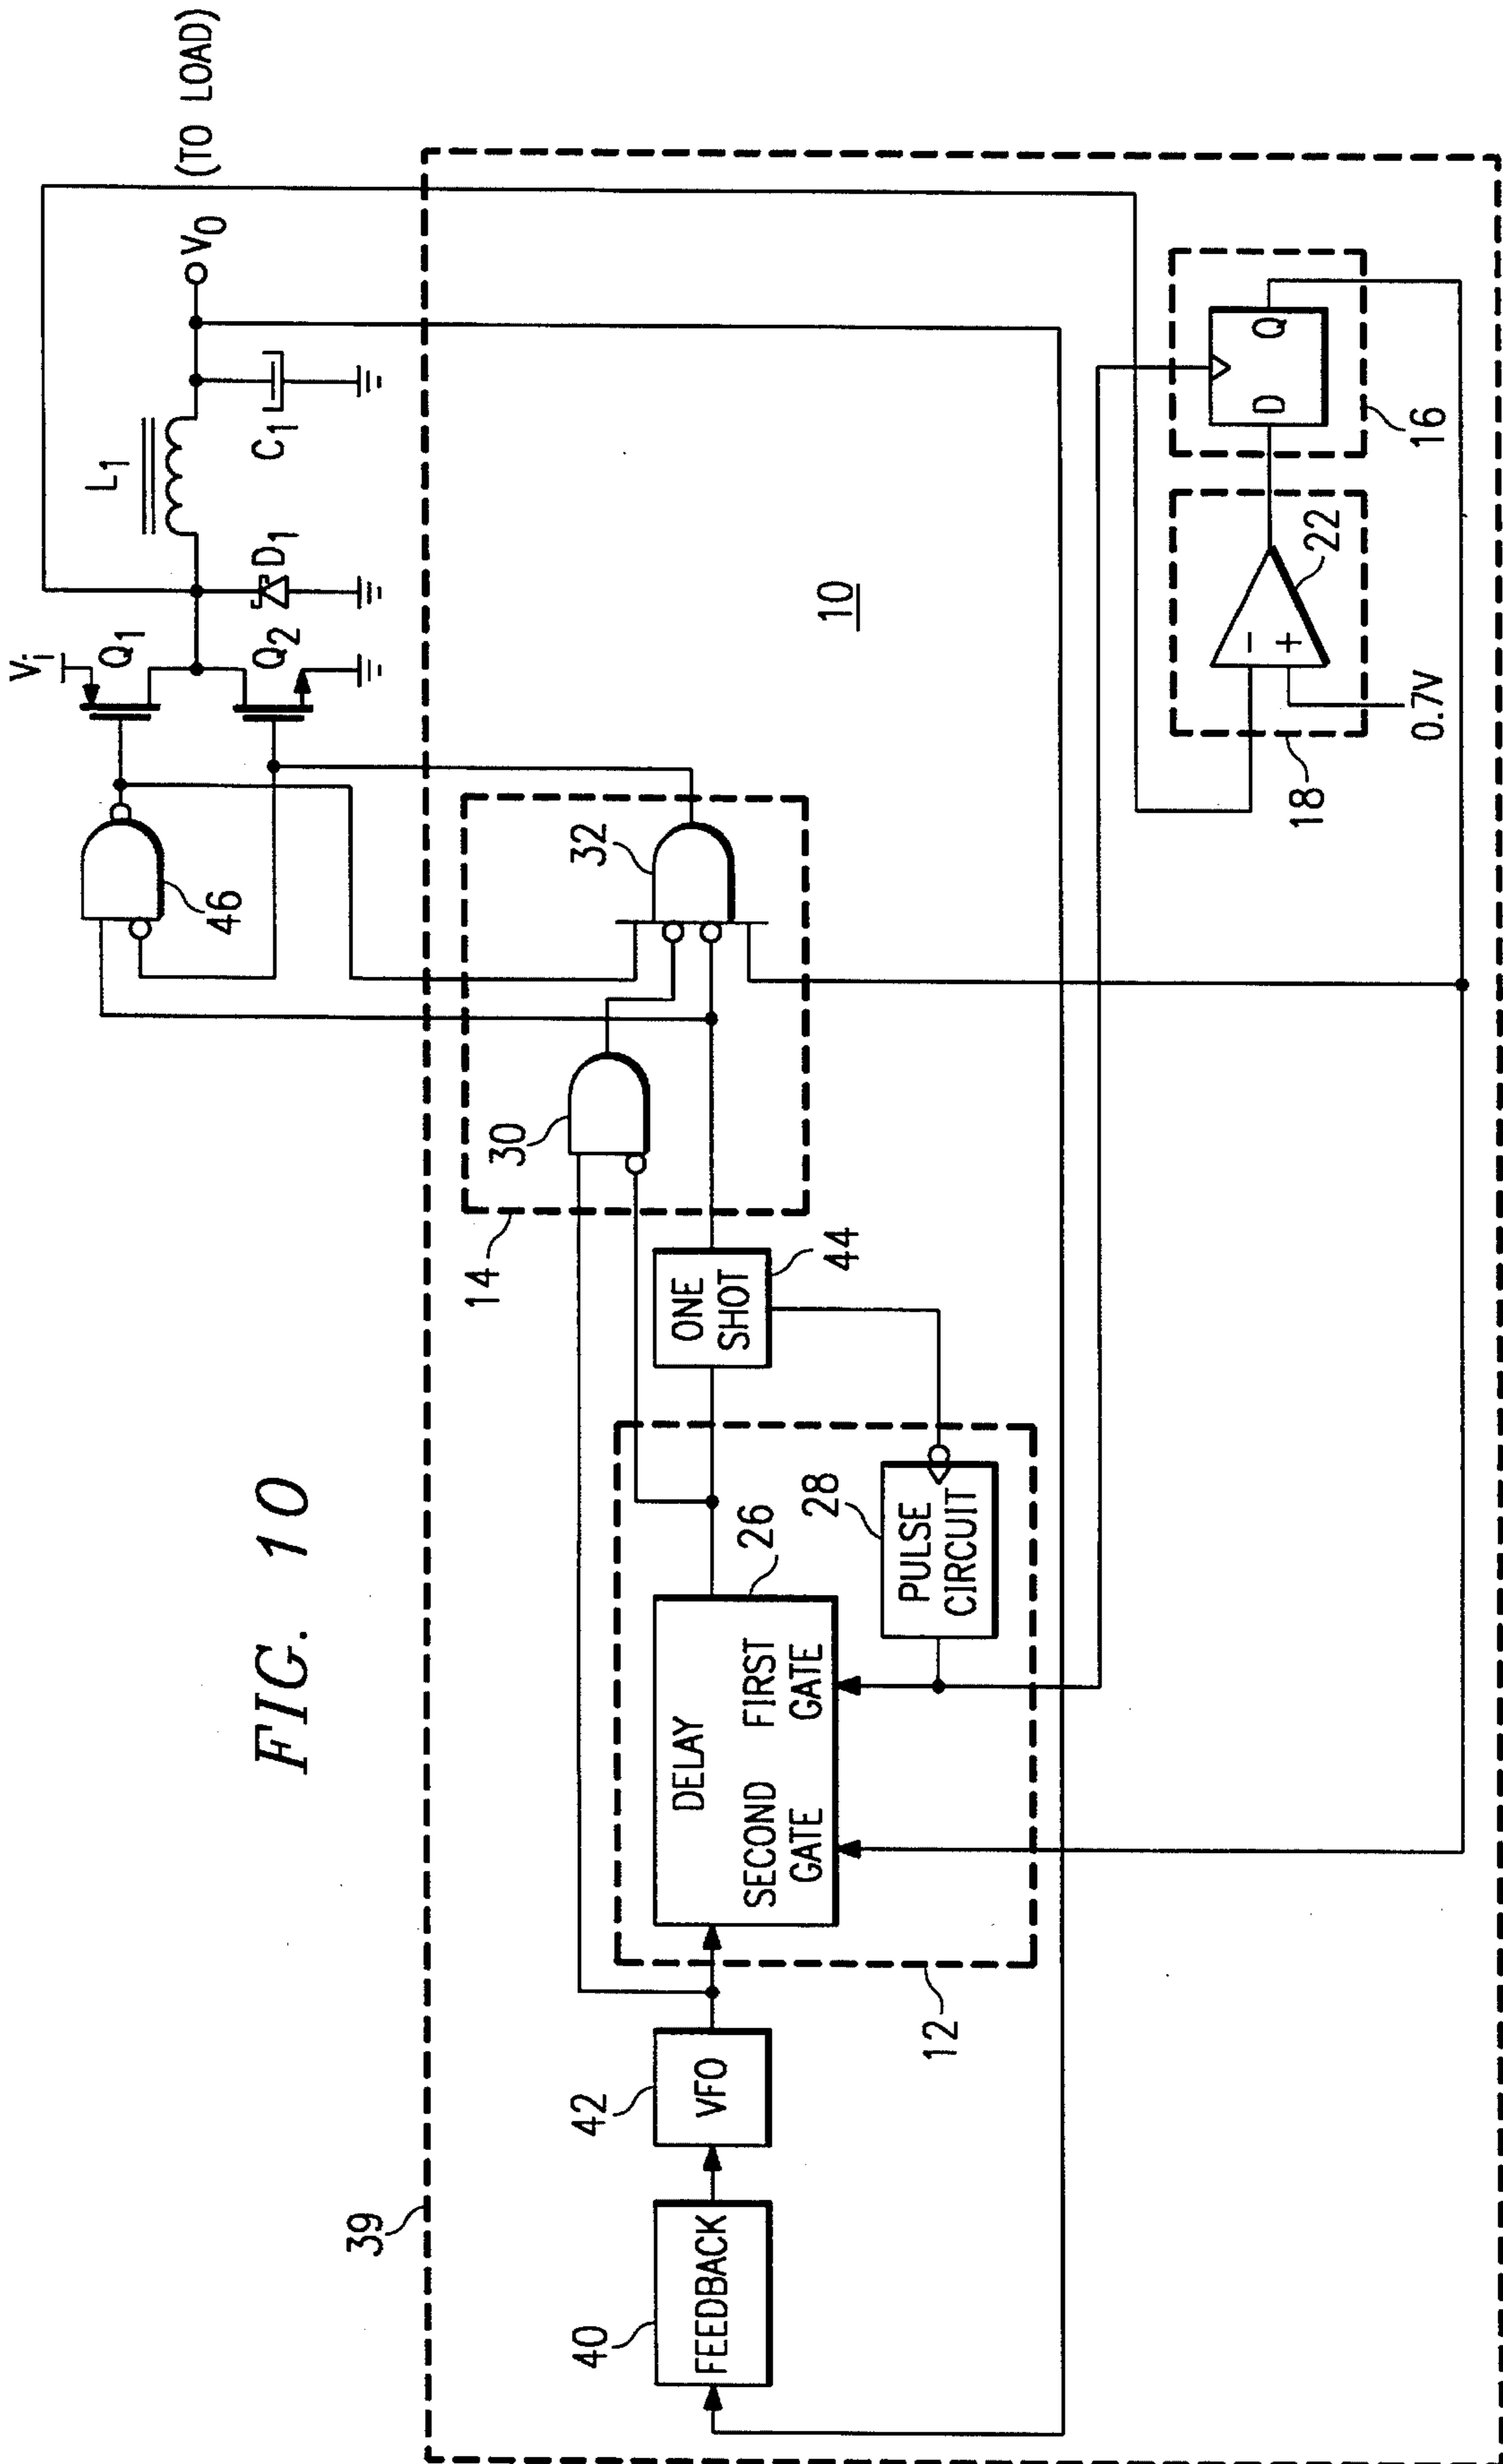 FIG. 10
39
40
FEEDBACK
42
VFO
12
DELAY
SECOND
GATE
FIRST
GATE
26
28
PULSE
CIRCUIT
ONE
SHOT
44
14
30
32
46
Vi
Q1
Q2
D1
L1
C1
V0
(TO LOAD)
10
18
0.7V
-
+
22
D
Q
16